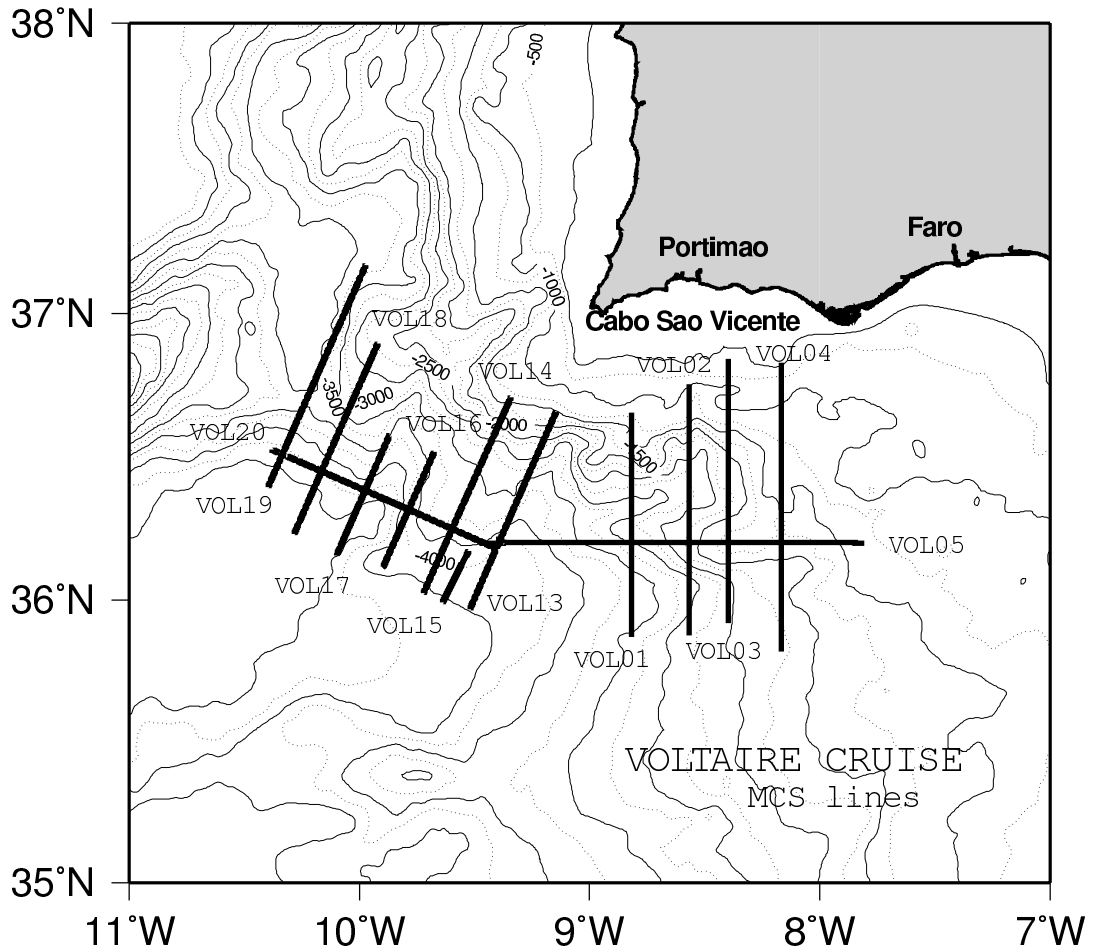 38°N
-500
Faro
Portimao
-1000
37°N
Cabo Sao Vicente
VOL18
VOL04
VOL02
-2500
VOL14
-3500
-3000
VOL16
-2000
VOL20
-1500
VOL19
VOL05
-4000
VOL17
36°N
VOL13
VOL15
VOL03
VOL01
VOLTAIRE CRUISE
MCS lines
35°N
11°W
10°W
9°W
8°W
7°W